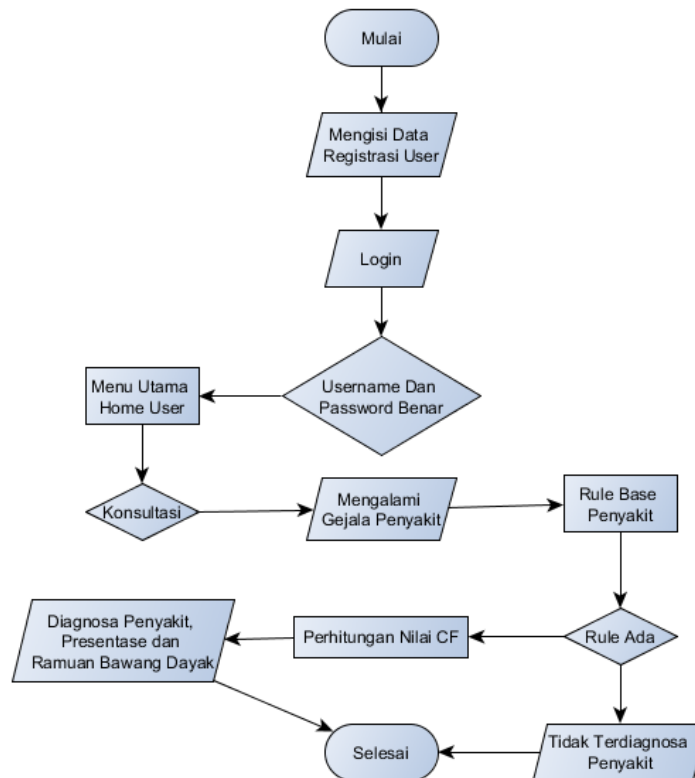 Mulai
Mengisi Data
Registrasi User
Login
Username Dan
Password Benar
Menu Utama
Home User
Konsultasi
Mengalami
Gejala Penyakit
Rule Base
Penyakit
Rule Ada
Perhitungan Nilai CF
Diagnosa Penyakit,
Presentase dan
Ramuan Bawang Dayak
Tidak Terdiagnosa
Penyakit
Selesai